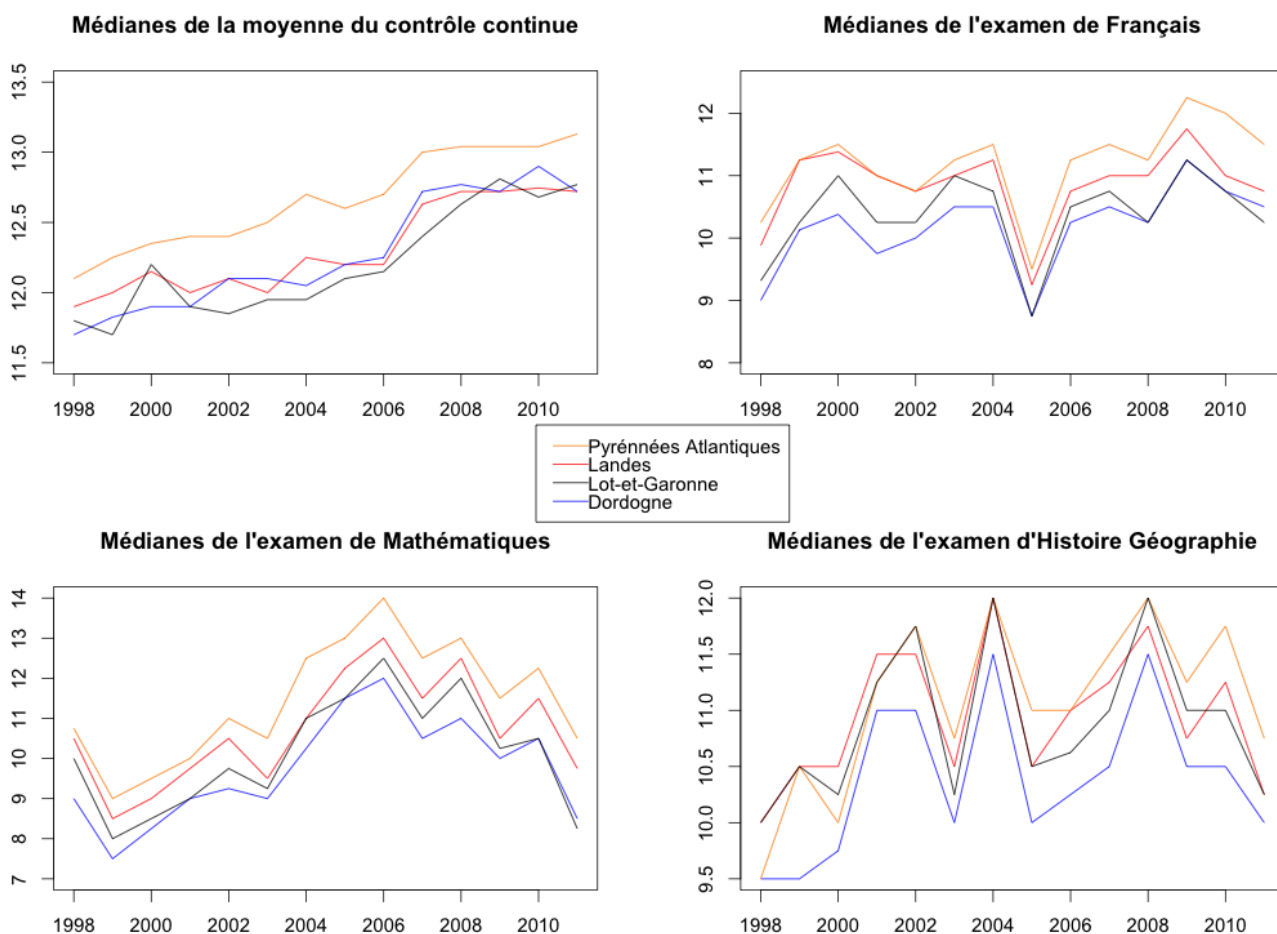 Médianes de la moyenne du contrôle continue
13.5
13.0
12.5
12.0
11.5
1998 2000 2002 2004 2006 2008 2010
Médianes de l'examen de Français
12
11
10
9
8
1998 2000 2002 2004 2006 2008 2010
Pyrénnées Atlantiques
Landes
Lot-et-Garonne
Dordogne
Médianes de l'examen de Mathématiques
14
13
12
11
10
9
8
7
1998 2000 2002 2004 2006 2008 2010
Médianes de l'examen d'Histoire Géographie
12.0
11.5
11.0
10.5
10.0
9.5
1998 2000 2002 2004 2006 2008 2010